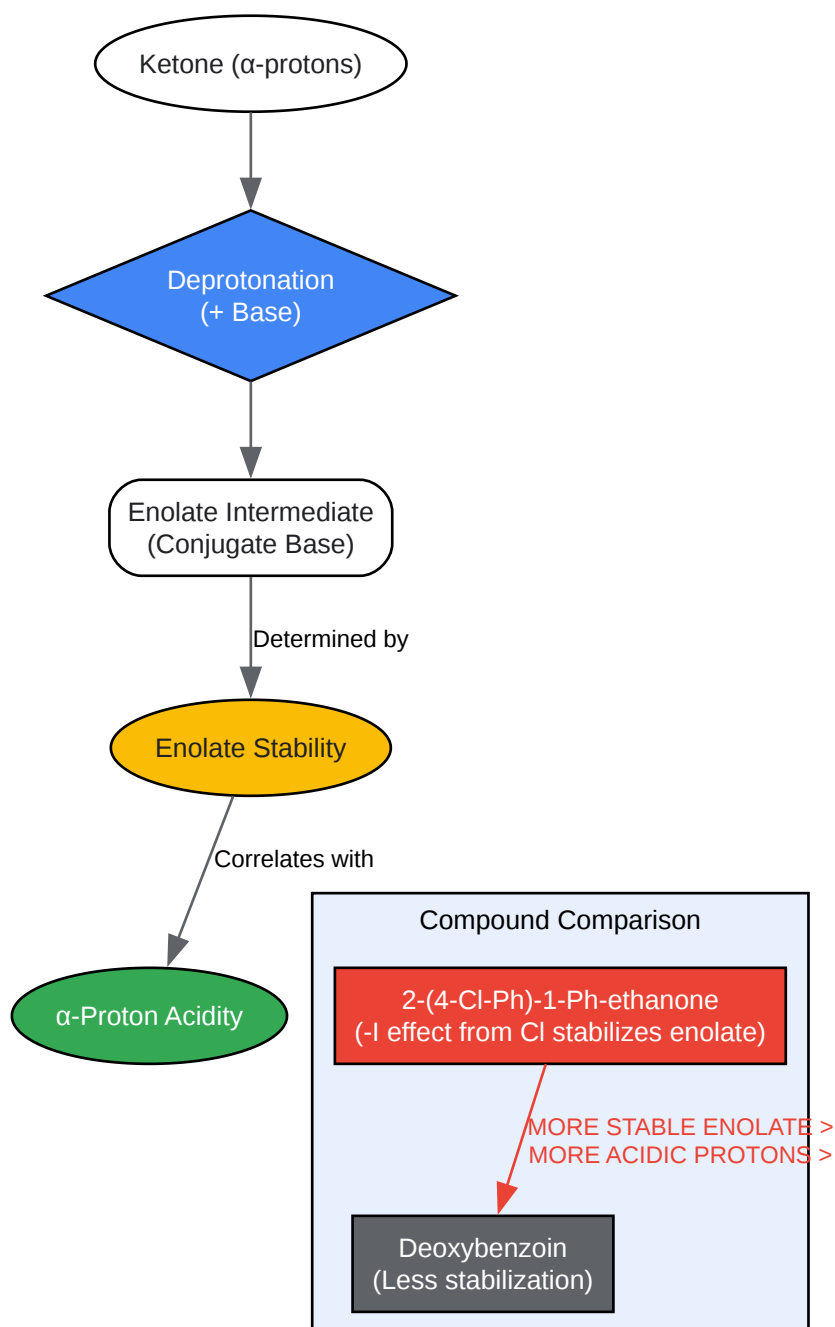 Ketone (α-protons)
Deprotonation
(+ Base)
Enolate Intermediate
(Conjugate Base)
Determined by
Enolate Stability
Correlates with
α-Proton Acidity
Compound Comparison
2-(4-Cl-Ph)-1-Ph-ethanone
(-I effect from Cl stabilizes enolate)
MORE STABLE ENOLATE >
MORE ACIDIC PROTONS >
Deoxybenzoin
(Less stabilization)